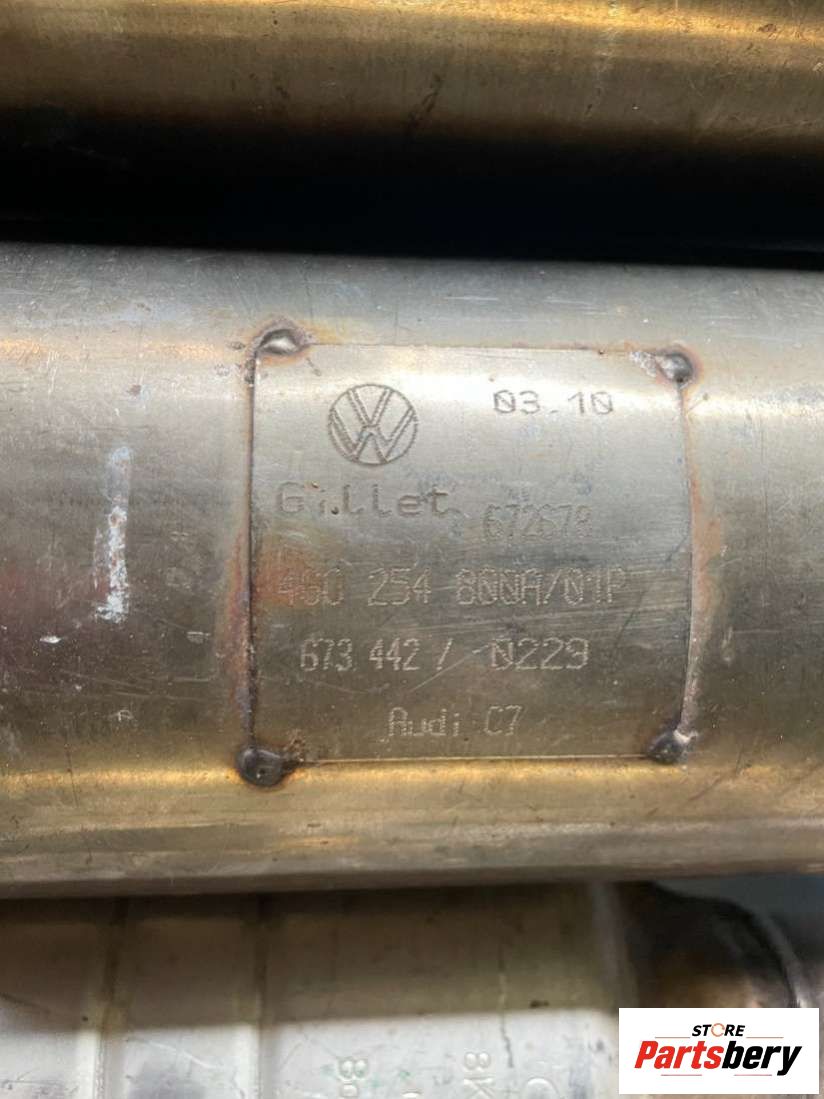 03.10
Gillet 672678
4G0 254 800A/01P
673 442 / 0229
Audi C7
STORE
Partsbery